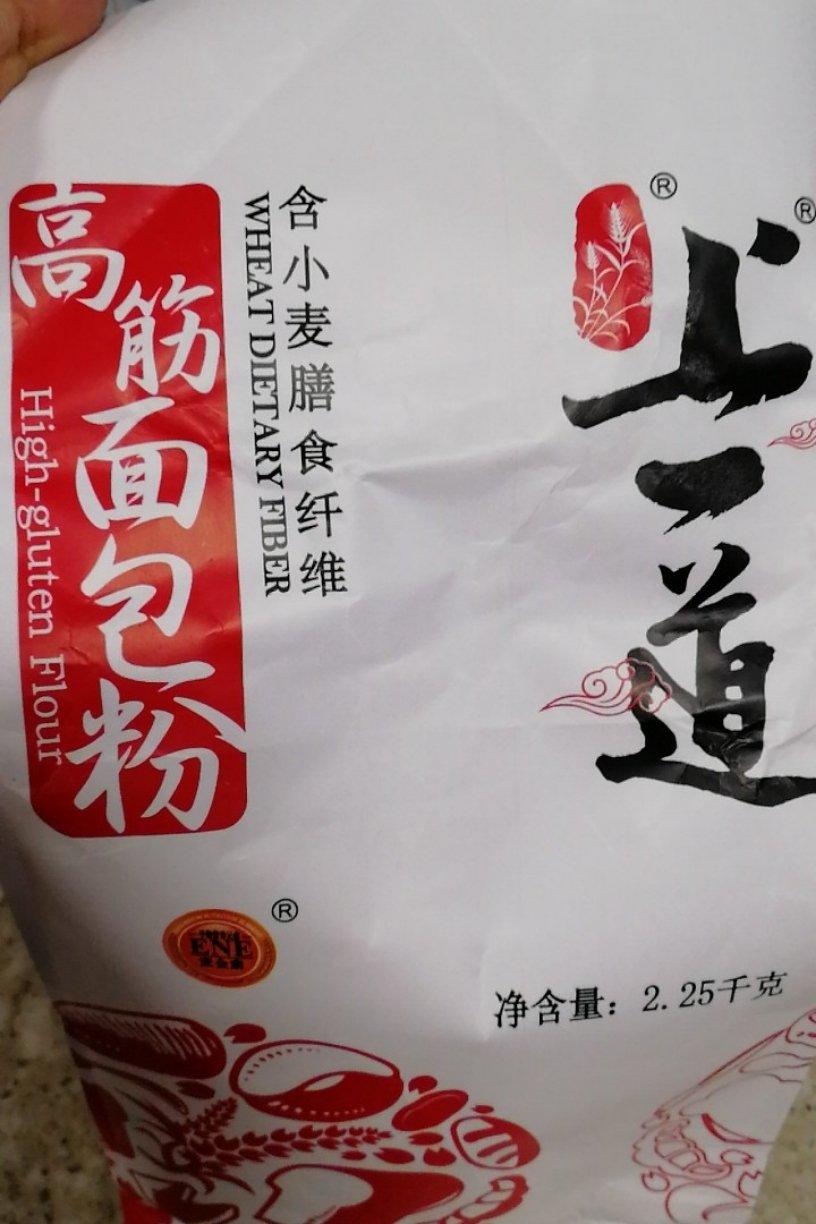 上一道
®
®
含小麦膳食纤维
WHEAT DIETARY FIBER
高筋面包粉
High-gluten Flour
®
ENE
净含量：2.25千克